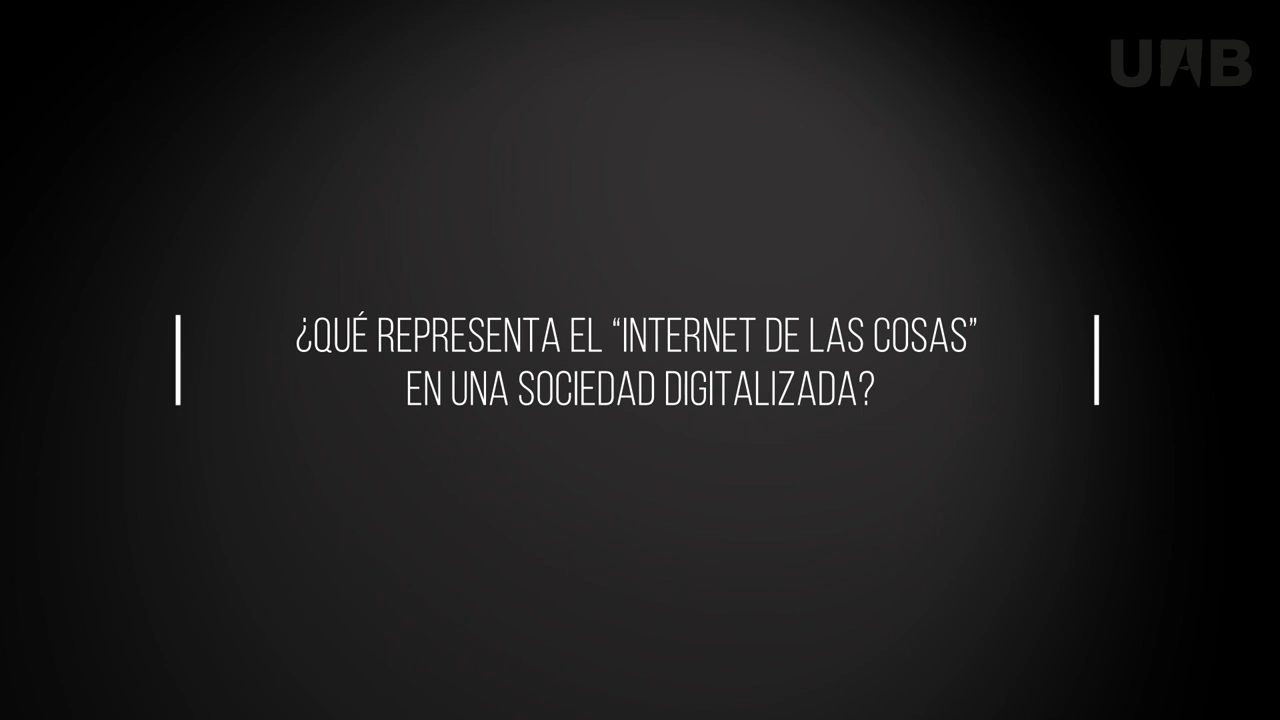 UAB
¿QUÉ REPRESENTA EL “INTERNET DE LAS COSAS”
EN UNA SOCIEDAD DIGITALIZADA?